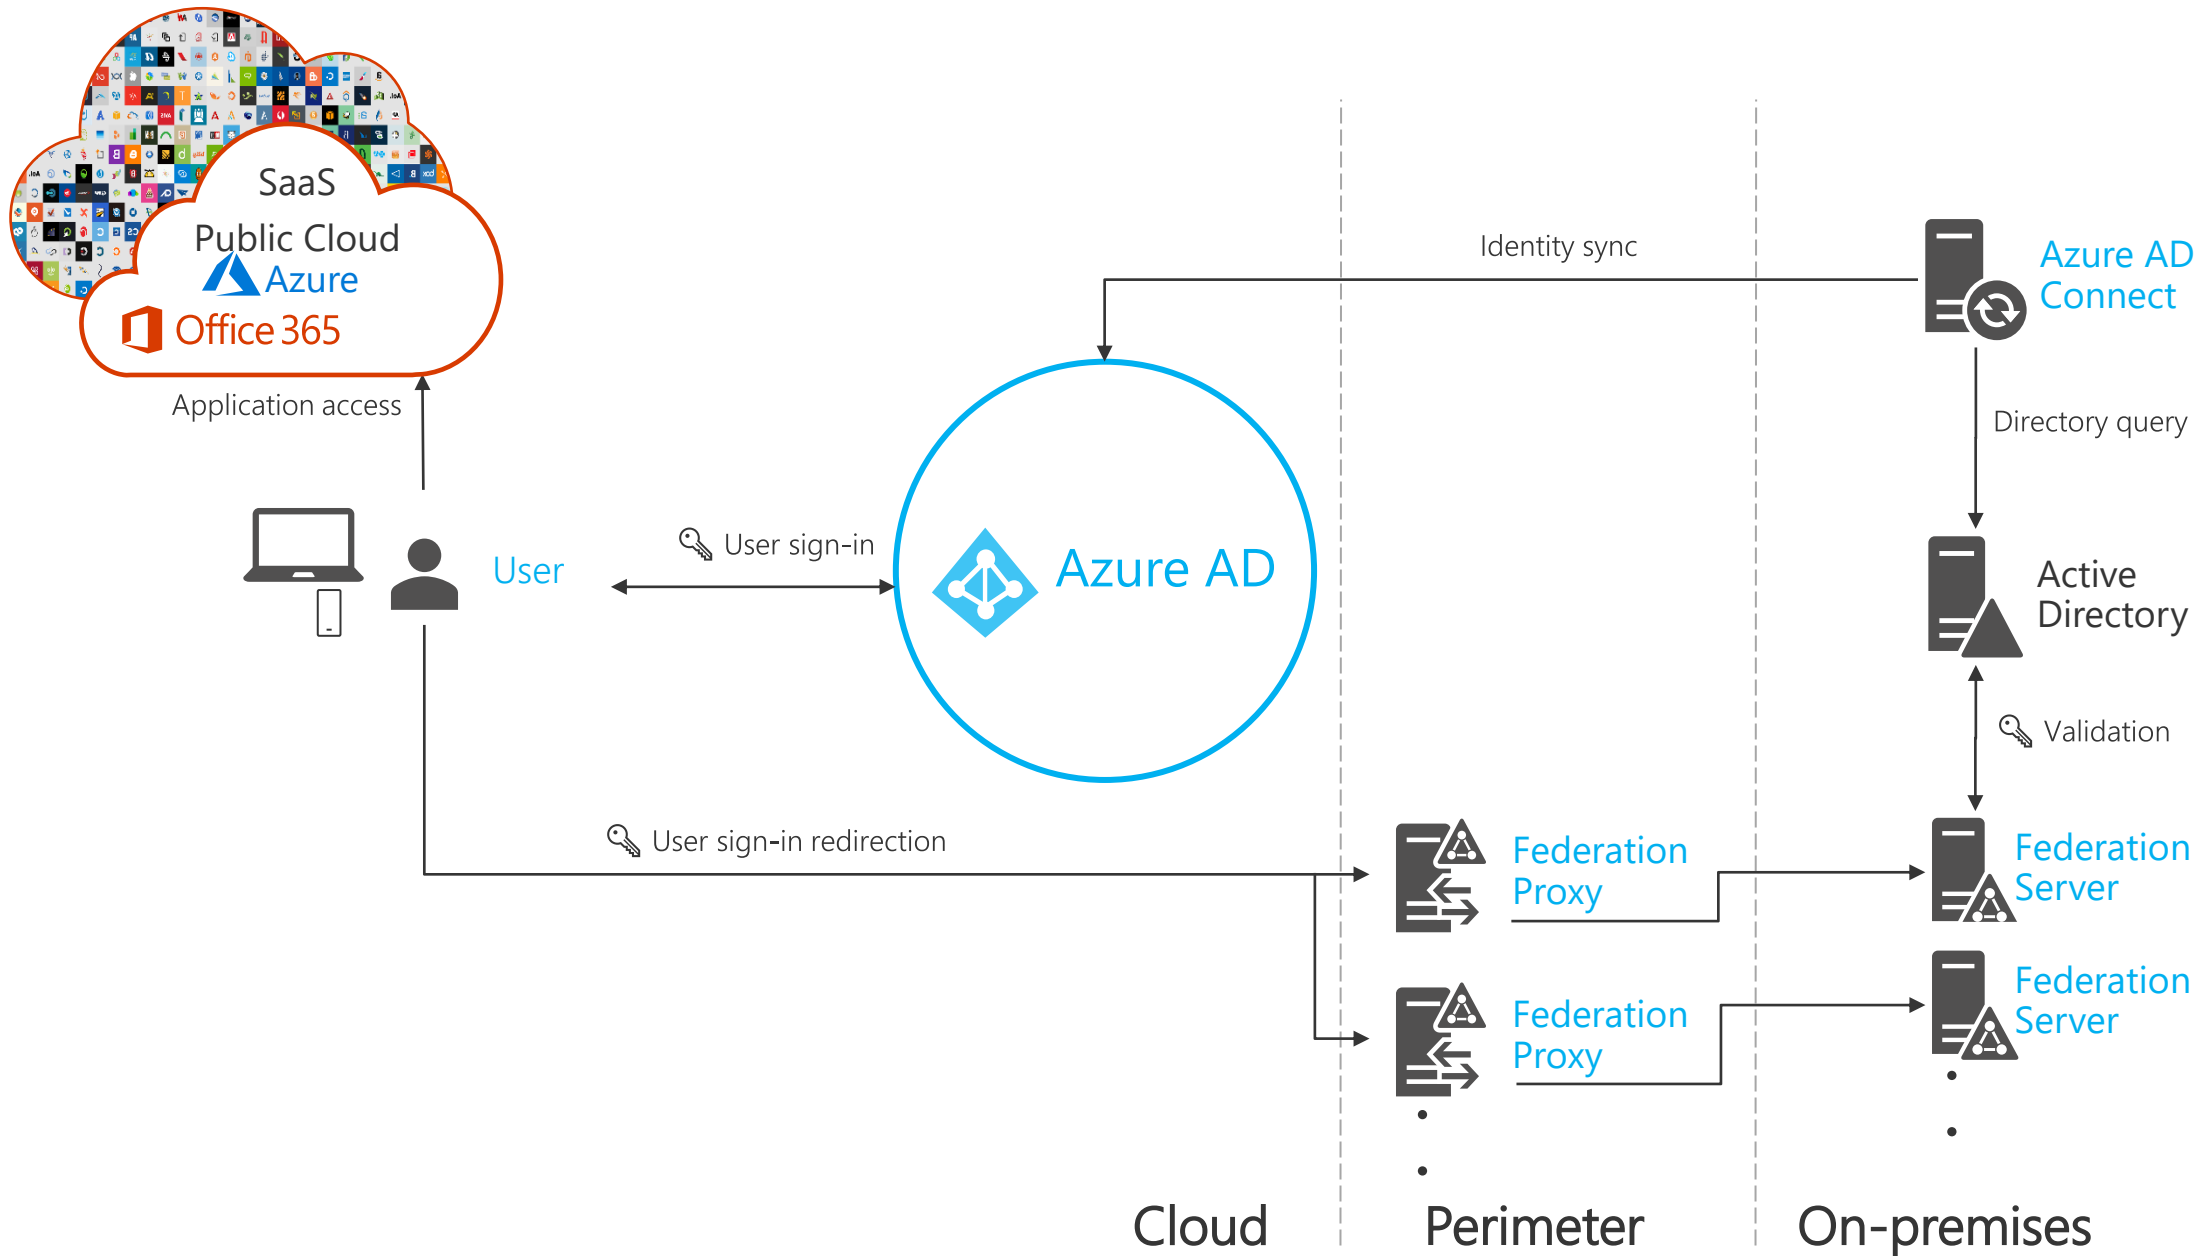 SaaS
Public Cloud
Azure
Office 365
Application access
User
User sign-in
Azure AD
Identity sync
Azure AD
Connect
Directory query
Active
Directory
Validation
User sign-in redirection
Federation
Proxy
Federation
Server
Federation
Proxy
Federation
Server
Cloud
Perimeter
On-premises